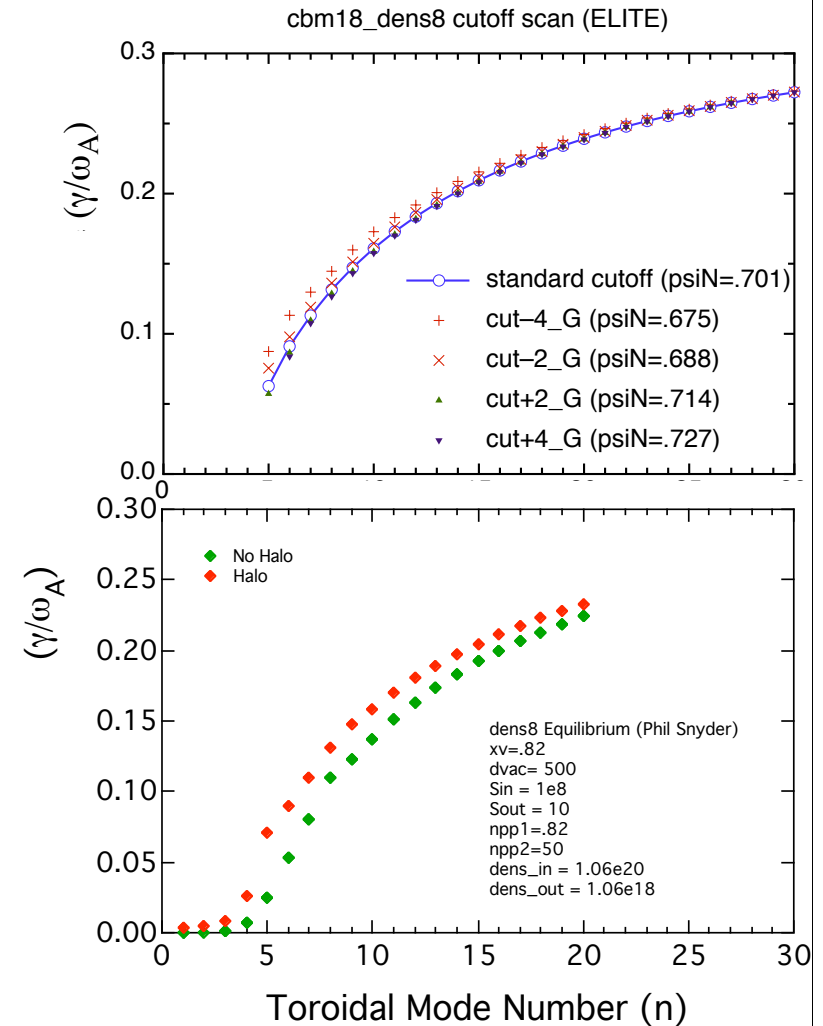 cbm18_dens8 cutoff scan (ELITE)
0.3
0.2
0.1
0.0
(γ/ω_A)
standard cutoff (psiN=.701)
cut–4_G (psiN=.675)
cut–2_G (psiN=.688)
cut+2_G (psiN=.714)
cut+4_G (psiN=.727)
0
0.30
0.25
0.20
0.15
0.10
0.05
0.00
(γ/ω_A)
No Halo
Halo
dens8 Equilibrium (Phil Snyder)
xv=.82
dvac= 500
Sin = 1e8
Sout = 10
npp1=.82
npp2=50
dens_in = 1.06e20
dens_out = 1.06e18
0 5 10 15 20 25 30
Toroidal Mode Number (n)